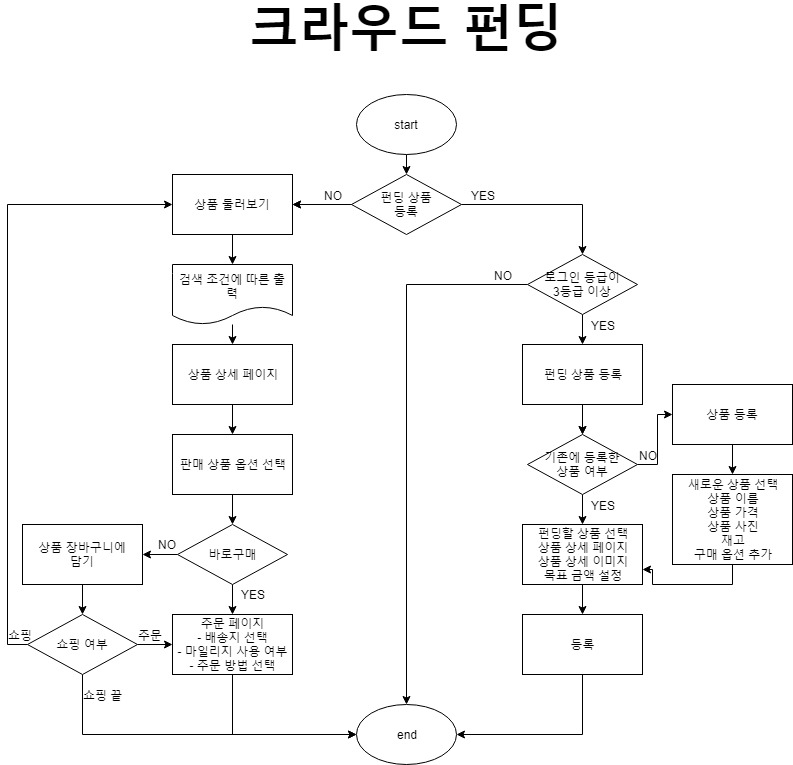 크라우드 펀딩
start
펀딩 상품
등록
NO
YES
상품 둘러보기
검색 조건에 따른 출
력
상품 상세 페이지
판매 상품 옵션 선택
바로구매
NO
YES
상품 장바구니에
담기
쇼핑 여부
쇼핑
주문
쇼핑 끝
주문 페이지
- 배송지 선택
- 마일리지 사용 여부
- 주문 방법 선택
로그인 등급이
3등급 이상
NO
YES
펀딩 상품 등록
기존에 등록한
상품 여부
NO
YES
상품 등록
새로운 상품 선택
상품 이름
상품 가격
상품 사진
재고
구매 옵션 추가
펀딩할 상품 선택
상품 상세 페이지
상품 상세 이미지
목표 금액 설정
등록
end